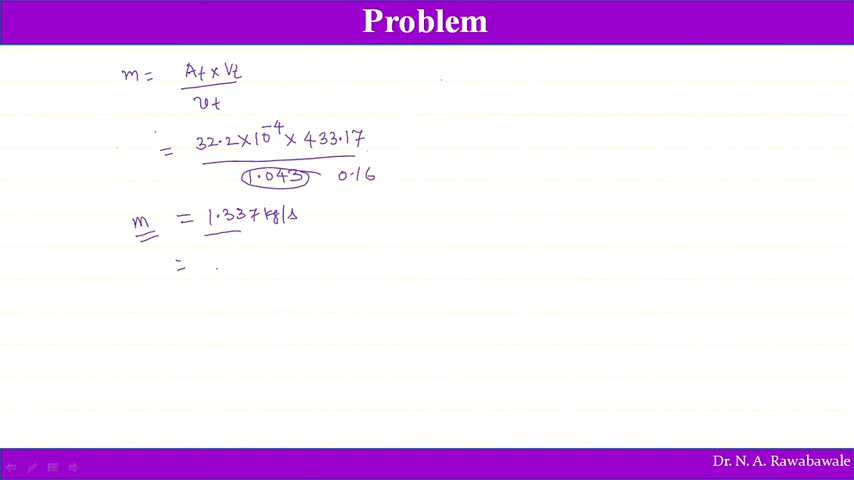 Problem
m = At × Vt
vt
= 32.2×10⁻⁴ × 433.17
1.043 0.16
m = 1.337 kg/s
= .
Dr. N. A. Rawabawale